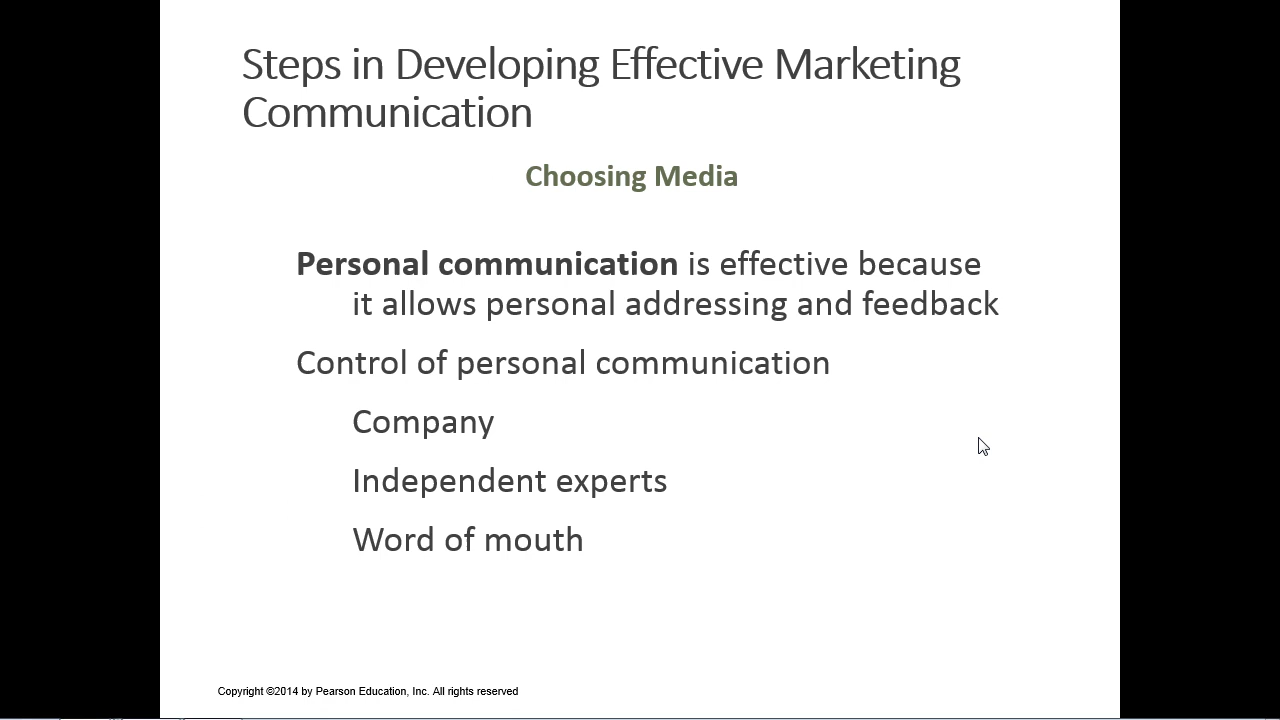 Steps in Developing Effective Marketing
Communication
Choosing Media
Personal communication is effective because
it allows personal addressing and feedback
Control of personal communication
Company
Independent experts
Word of mouth
Copyright ©2014 by Pearson Education, Inc. All rights reserved